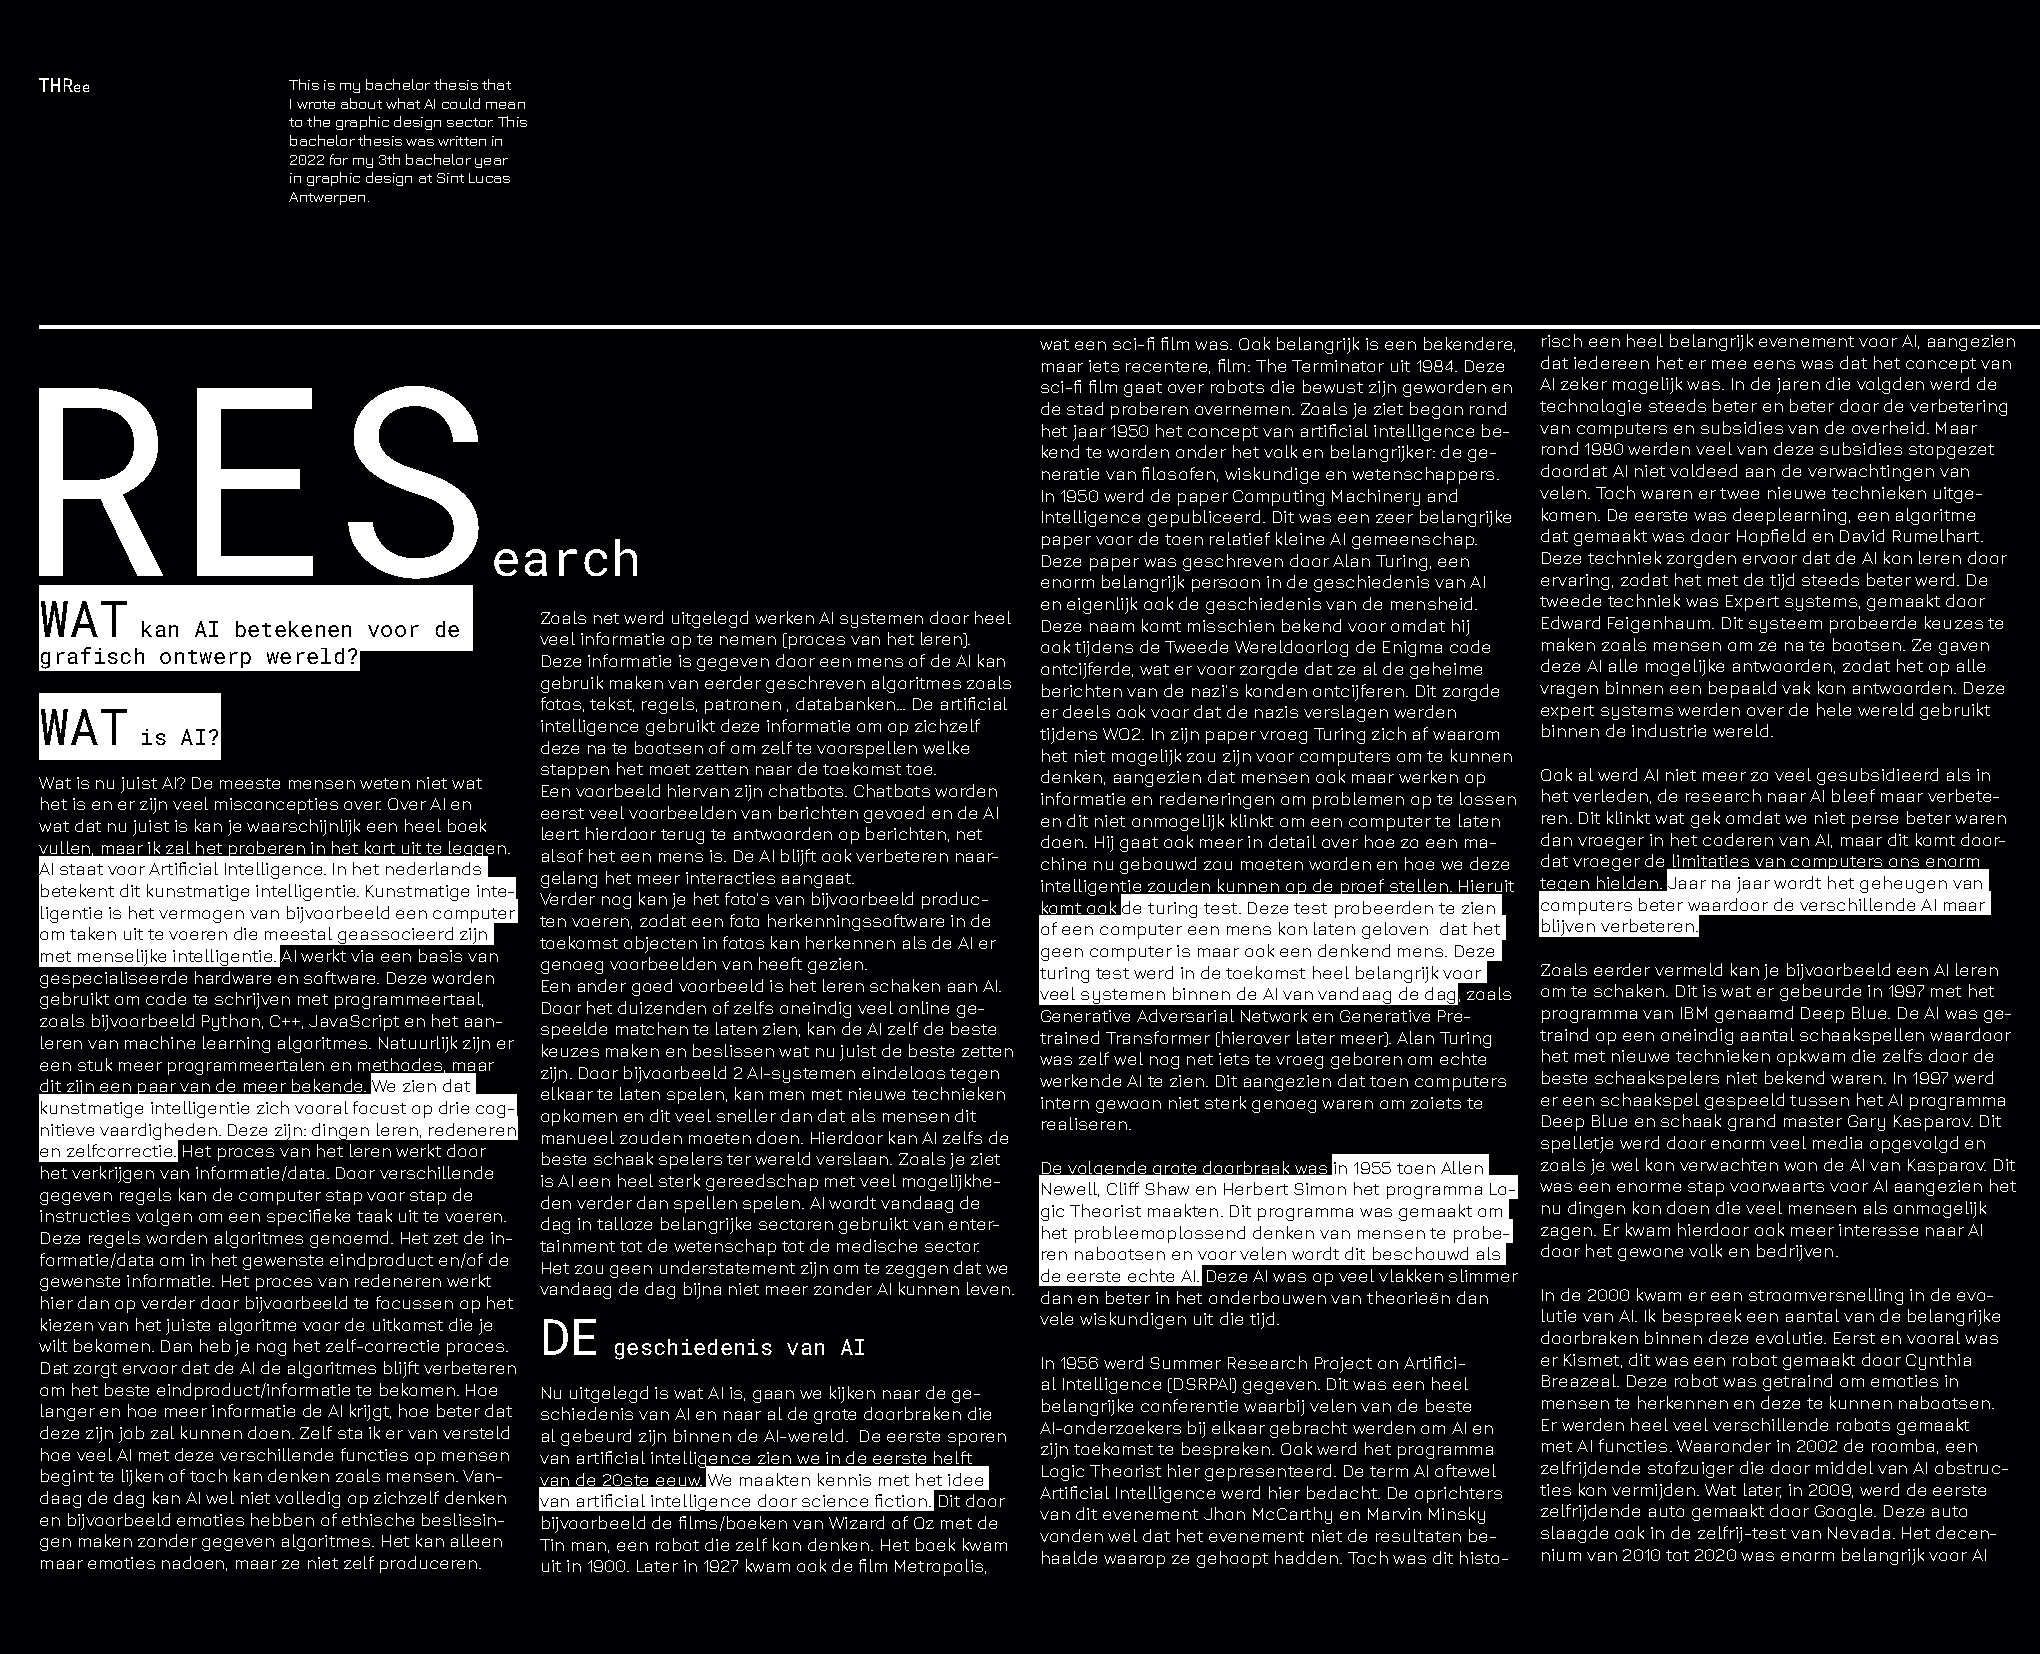 THRee
This is my bachelor thesis that
I wrote about what AI could mean
to the graphic design sector. This
bachelor thesis was written in
2022 for my 3th bachelor year
in graphic design at Sint Lucas
Antwerpen.
RESearch
WAT kan AI betekenen voor de
grafisch ontwerp wereld?
WAT is AI?
Wat is nu juist AI? De meeste mensen weten niet wat
het is en er zijn veel misconcepties over. Over AI en
wat dat nu juist is kan je waarschijnlijk een heel boek
vullen, maar ik zal het proberen in het kort uit te leggen.
AI staat voor Artificial Intelligence. In het nederlands
betekent dit kunstmatige intelligentie. Kunstmatige inte-
ligentie is het vermogen van bijvoorbeeld een computer
om taken uit te voeren die meestal geassocieerd zijn
met menselijke intelligentie. AI werkt via een basis van
gespecialiseerde hardware en software. Deze worden
gebruikt om code te schrijven met programmeertaal,
zoals bijvoorbeeld Python, C++, JavaScript en het aan-
leren van machine learning algoritmes. Natuurlijk zijn er
een stuk meer programmeertalen en methodes, maar
dit zijn een paar van de meer bekende. We zien dat
kunstmatige intelligentie zich vooral focust op drie cog-
nitieve vaardigheden. Deze zijn: dingen leren, redeneren
en zelfcorrectie. Het proces van het leren werkt door
het verkrijgen van informatie/data. Door verschillende
gegeven regels kan de computer stap voor stap de
instructies volgen om een specifieke taak uit te voeren.
Deze regels worden algoritmes genoemd. Het zet de in-
formatie/data om in het gewenste eindproduct en/of de
gewenste informatie. Het proces van redeneren werkt
hier dan op verder door bijvoorbeeld te focussen op het
kiezen van het juiste algoritme voor de uitkomst die je
wilt bekomen. Dan heb je nog het zelf-correctie proces.
Dat zorgt ervoor dat de AI de algoritmes blijft verbeteren
om het beste eindproduct/informatie te bekomen. Hoe
langer en hoe meer informatie de AI krijgt, hoe beter dat
deze zijn job zal kunnen doen. Zelf sta ik er van versteld
hoe veel AI met deze verschillende functies op mensen
begint te lijken of toch kan denken zoals mensen. Van-
daag de dag kan AI wel niet volledig op zichzelf denken
en bijvoorbeeld emoties hebben of ethische beslissin-
gen maken zonder gegeven algoritmes. Het kan alleen
maar emoties nadoen, maar ze niet zelf produceren.
Zoals net werd uitgelegd werken AI systemen door heel
veel informatie op te nemen (proces van het leren).
Deze informatie is gegeven door een mens of de AI kan
gebruik maken van eerder geschreven algoritmes zoals
fotos, tekst, regels, patronen , databanken... De artificial
intelligence gebruikt deze informatie om op zichzelf
deze na te bootsen of om zelf te voorspellen welke
stappen het moet zetten naar de toekomst toe.
Een voorbeeld hiervan zijn chatbots. Chatbots worden
eerst veel voorbeelden van berichten gevoed en de AI
leert hierdoor terug te antwoorden op berichten, net
alsof het een mens is. De AI blijft ook verbeteren naar-
gelang het meer interacties aangaat.
Verder nog kan je het foto's van bijvoorbeeld produc-
ten voeren, zodat een foto herkenningssoftware in de
toekomst objecten in fotos kan herkennen als de AI er
genoeg voorbeelden van heeft gezien.
Een ander goed voorbeeld is het leren schaken aan AI.
Door het duizenden of zelfs oneindig veel online ge-
speelde matchen te laten zien, kan de AI zelf de beste
keuzes maken en beslissen wat nu juist de beste zetten
zijn. Door bijvoorbeeld 2 AI-systemen eindeloos tegen
elkaar te laten spelen, kan men met nieuwe technieken
opkomen en dit veel sneller dan dat als mensen dit
manueel zouden moeten doen. Hierdoor kan AI zelfs de
beste schaak spelers ter wereld verslaan. Zoals je ziet
is AI een heel sterk gereedschap met veel mogelijkhe-
den verder dan spellen spelen. AI wordt vandaag de
dag in talloze belangrijke sectoren gebruikt van enter-
tainment tot de wetenschap tot de medische sector.
Het zou geen understatement zijn om te zeggen dat we
vandaag de dag bijna niet meer zonder AI kunnen leven.
DE geschiedenis van AI
Nu uitgelegd is wat AI is, gaan we kijken naar de ge-
schiedenis van AI en naar al de grote doorbraken die
al gebeurd zijn binnen de AI-wereld.  De eerste sporen
van artificial intelligence zien we in de eerste helft
van de 20ste eeuw. We maakten kennis met het idee
van artificial intelligence door science fiction. Dit door
bijvoorbeeld de films/boeken van Wizard of Oz met de
Tin man, een robot die zelf kon denken. Het boek kwam
uit in 1900. Later in 1927 kwam ook de film Metropolis,
wat een sci-fi film was. Ook belangrijk is een bekendere,
maar iets recentere, film: The Terminator uit 1984. Deze
sci-fi film gaat over robots die bewust zijn geworden en
de stad proberen overnemen. Zoals je ziet begon rond
het jaar 1950 het concept van artificial intelligence be-
kend te worden onder het volk en belangrijker: de ge-
neratie van filosofen, wiskundige en wetenschappers.
In 1950 werd de paper Computing Machinery and
Intelligence gepubliceerd. Dit was een zeer belangrijke
paper voor de toen relatief kleine AI gemeenschap.
Deze paper was geschreven door Alan Turing, een
enorm belangrijk persoon in de geschiedenis van AI
en eigenlijk ook de geschiedenis van de mensheid.
Deze naam komt misschien bekend voor omdat hij
ook tijdens de Tweede Wereldoorlog de Enigma code
ontcijferde, wat er voor zorgde dat ze al de geheime
berichten van de nazi's konden ontcijferen. Dit zorgde
er deels ook voor dat de nazis verslagen werden
tijdens WO2. In zijn paper vroeg Turing zich af waarom
het niet mogelijk zou zijn voor computers om te kunnen
denken, aangezien dat mensen ook maar werken op
informatie en redeneringen om problemen op te lossen
en dit niet onmogelijk klinkt om een computer te laten
doen. Hij gaat ook meer in detail over hoe zo een ma-
chine nu gebouwd zou moeten worden en hoe we deze
intelligentie zouden kunnen op de proef stellen. Hieruit
komt ook de turing test. Deze test probeerden te zien
of een computer een mens kon laten geloven  dat het
geen computer is maar ook een denkend mens. Deze
turing test werd in de toekomst heel belangrijk voor
veel systemen binnen de AI van vandaag de dag, zoals
Generative Adversarial Network en Generative Pre-
trained Transformer (hierover later meer). Alan Turing
was zelf wel nog net iets te vroeg geboren om echte
werkende AI te zien. Dit aangezien dat toen computers
intern gewoon niet sterk genoeg waren om zoiets te
realiseren.
De volgende grote doorbraak was in 1955 toen Allen
Newell, Cliff Shaw en Herbert Simon het programma Lo-
gic Theorist maakten. Dit programma was gemaakt om
het probleemoplossend denken van mensen te probe-
ren nabootsen en voor velen wordt dit beschouwd als
de eerste echte AI. Deze AI was op veel vlakken slimmer
dan en beter in het onderbouwen van theorieën dan
vele wiskundigen uit die tijd.
In 1956 werd Summer Research Project on Artifici-
al Intelligence (DSRPAI) gegeven. Dit was een heel
belangrijke conferentie waarbij velen van de beste
AI-onderzoekers bij elkaar gebracht werden om AI en
zijn toekomst te bespreken. Ook werd het programma
Logic Theorist hier gepresenteerd. De term AI oftewel
Artificial Intelligence werd hier bedacht. De oprichters
van dit evenement Jhon McCarthy en Marvin Minsky
vonden wel dat het evenement niet de resultaten be-
haalde waarop ze gehoopt hadden. Toch was dit histo-
risch een heel belangrijk evenement voor AI, aangezien
dat iedereen het er mee eens was dat het concept van
AI zeker mogelijk was. In de jaren die volgden werd de
technologie steeds beter en beter door de verbetering
van computers en subsidies van de overheid. Maar
rond 1980 werden veel van deze subsidies stopgezet
doordat AI niet voldeed aan de verwachtingen van
velen. Toch waren er twee nieuwe technieken uitge-
komen. De eerste was deeplearning, een algoritme
dat gemaakt was door Hopfield en David Rumelhart.
Deze techniek zorgden ervoor dat de AI kon leren door
ervaring, zodat het met de tijd steeds beter werd. De
tweede techniek was Expert systems, gemaakt door
Edward Feigenhaum. Dit systeem probeerde keuzes te
maken zoals mensen om ze na te bootsen. Ze gaven
deze AI alle mogelijke antwoorden, zodat het op alle
vragen binnen een bepaald vak kon antwoorden. Deze
expert systems werden over de hele wereld gebruikt
binnen de industrie wereld.
Ook al werd AI niet meer zo veel gesubsidieerd als in
het verleden, de research naar AI bleef maar verbete-
ren. Dit klinkt wat gek omdat we niet perse beter waren
dan vroeger in het coderen van AI, maar dit komt door-
dat vroeger de limitaties van computers ons enorm
tegen hielden. Jaar na jaar wordt het geheugen van
computers beter waardoor de verschillende AI maar
blijven verbeteren.
Zoals eerder vermeld kan je bijvoorbeeld een AI leren
om te schaken. Dit is wat er gebeurde in 1997 met het
programma van IBM genaamd Deep Blue. De AI was ge-
traind op een oneindig aantal schaakspellen waardoor
het met nieuwe technieken opkwam die zelfs door de
beste schaakspelers niet bekend waren. In 1997 werd
er een schaakspel gespeeld tussen het AI programma
Deep Blue en schaak grand master Gary Kasparov. Dit
spelletje werd door enorm veel media opgevolgd en
zoals je wel kon verwachten won de AI van Kasparov. Dit
was een enorme stap voorwaarts voor AI aangezien het
nu dingen kon doen die veel mensen als onmogelijk
zagen. Er kwam hierdoor ook meer interesse naar AI
door het gewone volk en bedrijven.
In de 2000 kwam er een stroomversnelling in de evo-
lutie van AI. Ik bespreek een aantal van de belangrijke
doorbraken binnen deze evolutie. Eerst en vooral was
er Kismet, dit was een robot gemaakt door Cynthia
Breazeal. Deze robot was getraind om emoties in
mensen te herkennen en deze te kunnen nabootsen.
Er werden heel veel verschillende robots gemaakt
met AI functies. Waaronder in 2002 de roomba, een
zelfrijdende stofzuiger die door middel van AI obstruc-
ties kon vermijden. Wat later, in 2009, werd de eerste
zelfrijdende auto gemaakt door Google. Deze auto
slaagde ook in de zelfrij-test van Nevada. Het decen-
nium van 2010 tot 2020 was enorm belangrijk voor AI